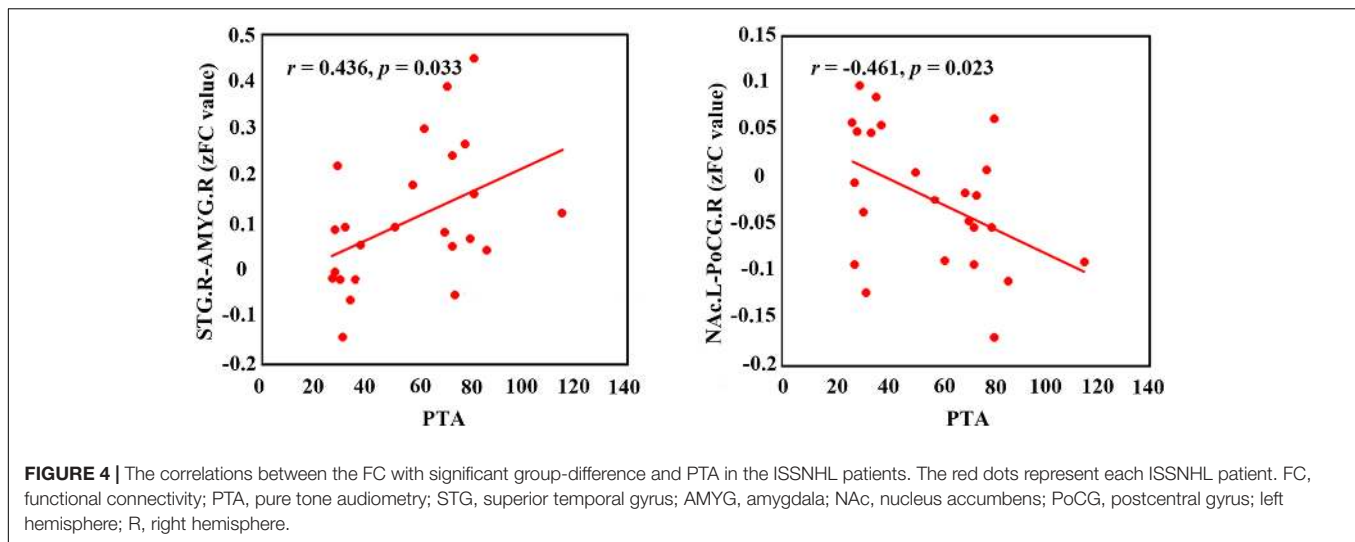 r = 0.436, p = 0.033
STG.R-AMYG.R (zFC value)
0.5
0.4
0.3
0.2
0.1
0
-0.1
-0.2
0 20 40 60 80 100 120 140
PTA
r = -0.461, p = 0.023
NAc.L-PoCG.R (zFC value)
0.15
0.1
0.05
0
-0.05
-0.1
-0.15
-0.2
0 20 40 60 80 100 120 140
PTA
FIGURE 4 | The correlations between the FC with significant group-difference and PTA in the ISSNHL patients. The red dots represent each ISSNHL patient. FC,
functional connectivity; PTA, pure tone audiometry; STG, superior temporal gyrus; AMYG, amygdala; NAc, nucleus accumbens; PoCG, postcentral gyrus; left
hemisphere; R, right hemisphere.